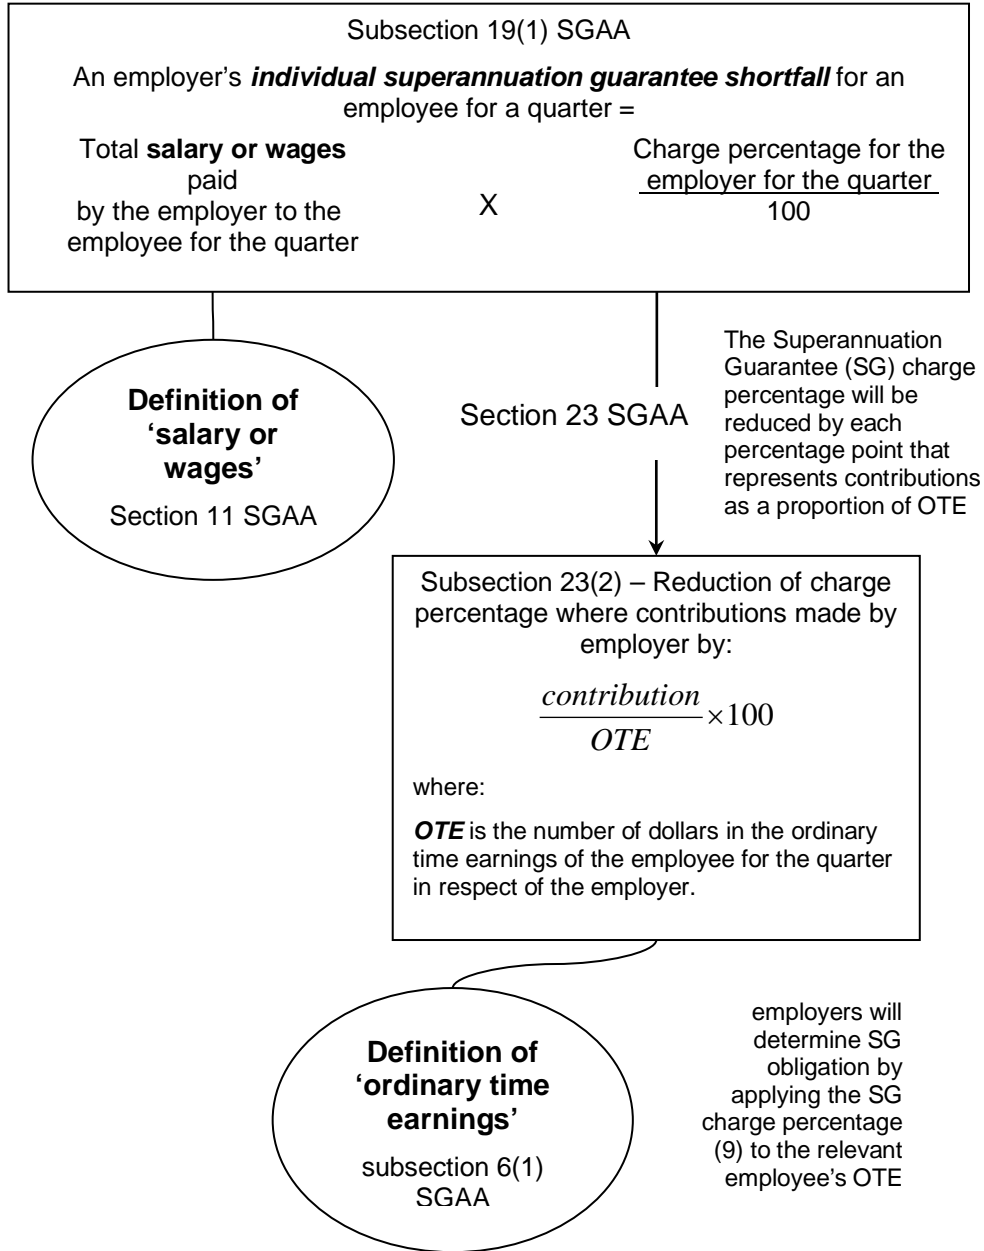 Subsection 19(1) SGAA
An employer's individual superannuation guarantee shortfall for an
employee for a quarter =
Total salary or wages
paid
by the employer to the
employee for the quarter
X
Charge percentage for the
employer for the quarter
100
Definition of
'salary or
wages'
Section 11 SGAA
Section 23 SGAA
The Superannuation
Guarantee (SG) charge
percentage will be
reduced by each
percentage point that
represents contributions
as a proportion of OTE
Subsection 23(2) – Reduction of charge
percentage where contributions made by
employer by:
contribution
OTE
×100
where:
OTE is the number of dollars in the ordinary
time earnings of the employee for the quarter
in respect of the employer.
Definition of
'ordinary time
earnings'
subsection 6(1)
SGAA
employers will
determine SG
obligation by
applying the SG
charge percentage
(9) to the relevant
employee's OTE